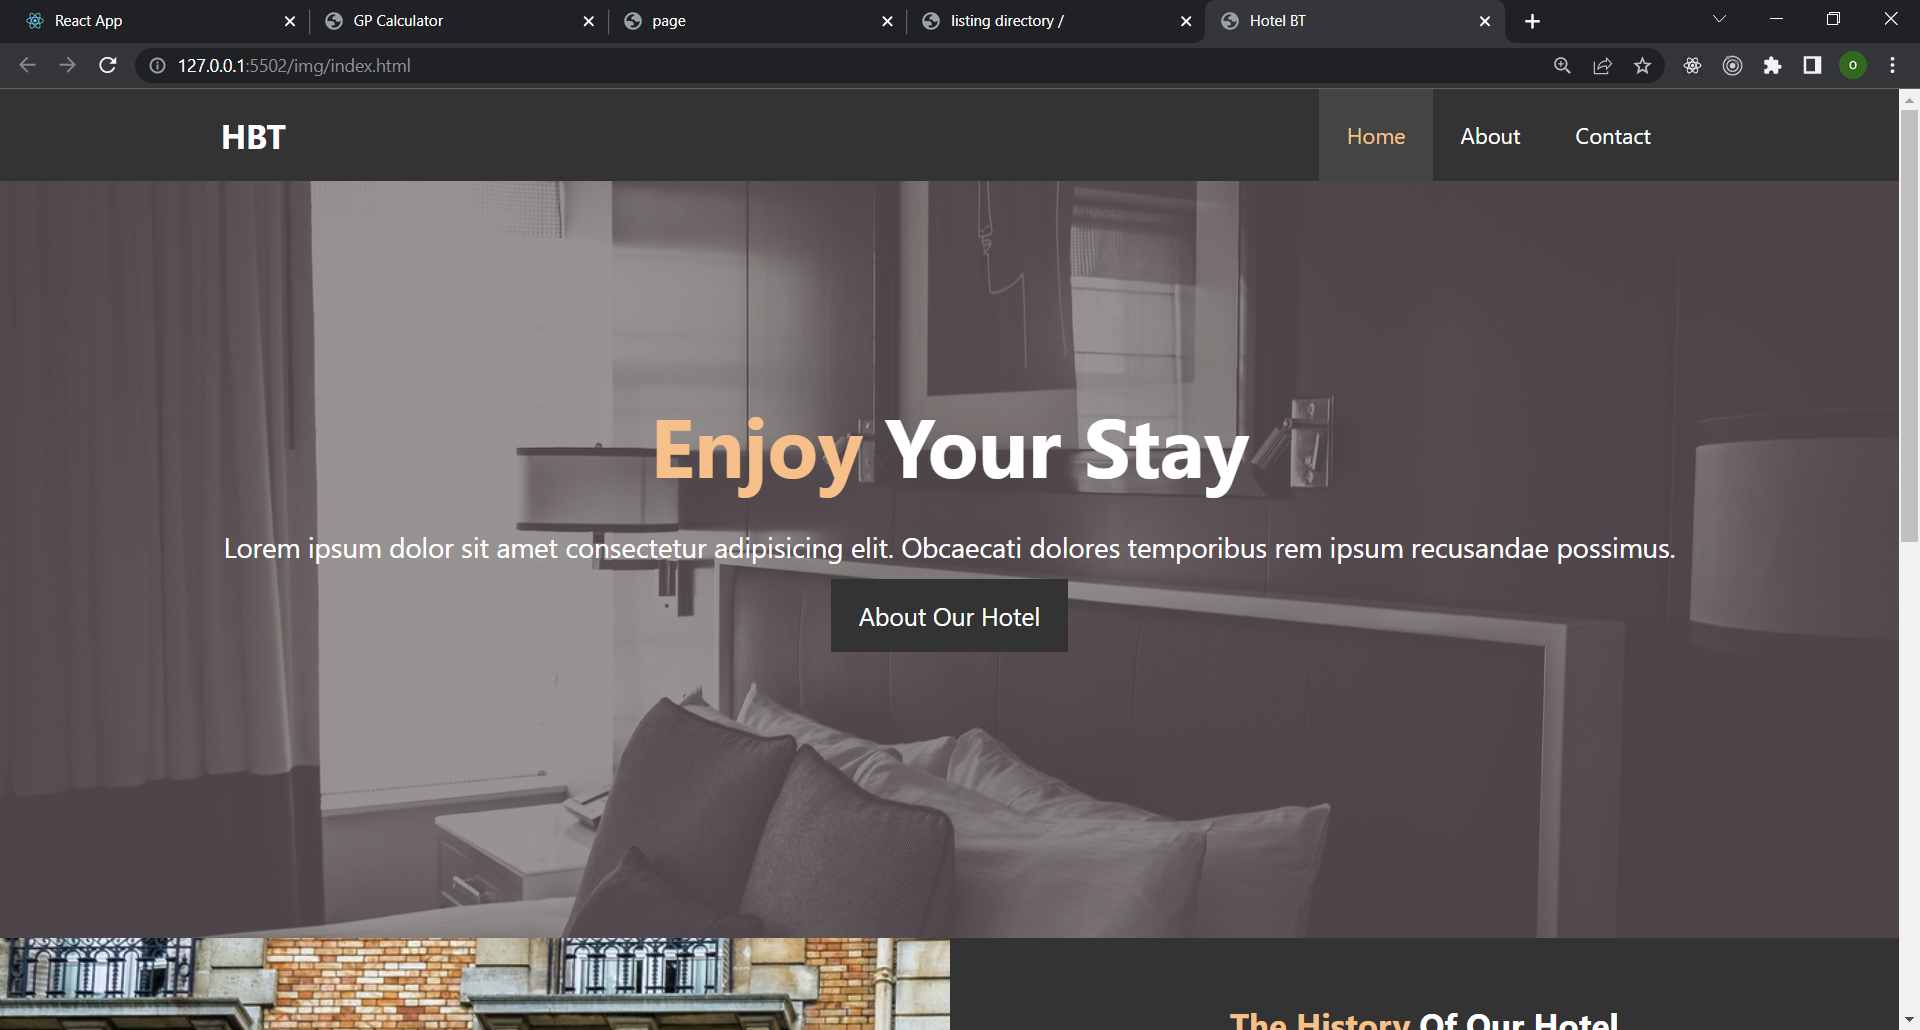 React App
GP Calculator
page
listing directory /
Hotel BT
127.0.0.1:5502/img/index.html
o
HBT
Home
About
Contact
Enjoy Your Stay
Lorem ipsum dolor sit amet consectetur adipisicing elit. Obcaecati dolores temporibus rem ipsum recusandae possimus.
About Our Hotel
The History Of Our Hotel